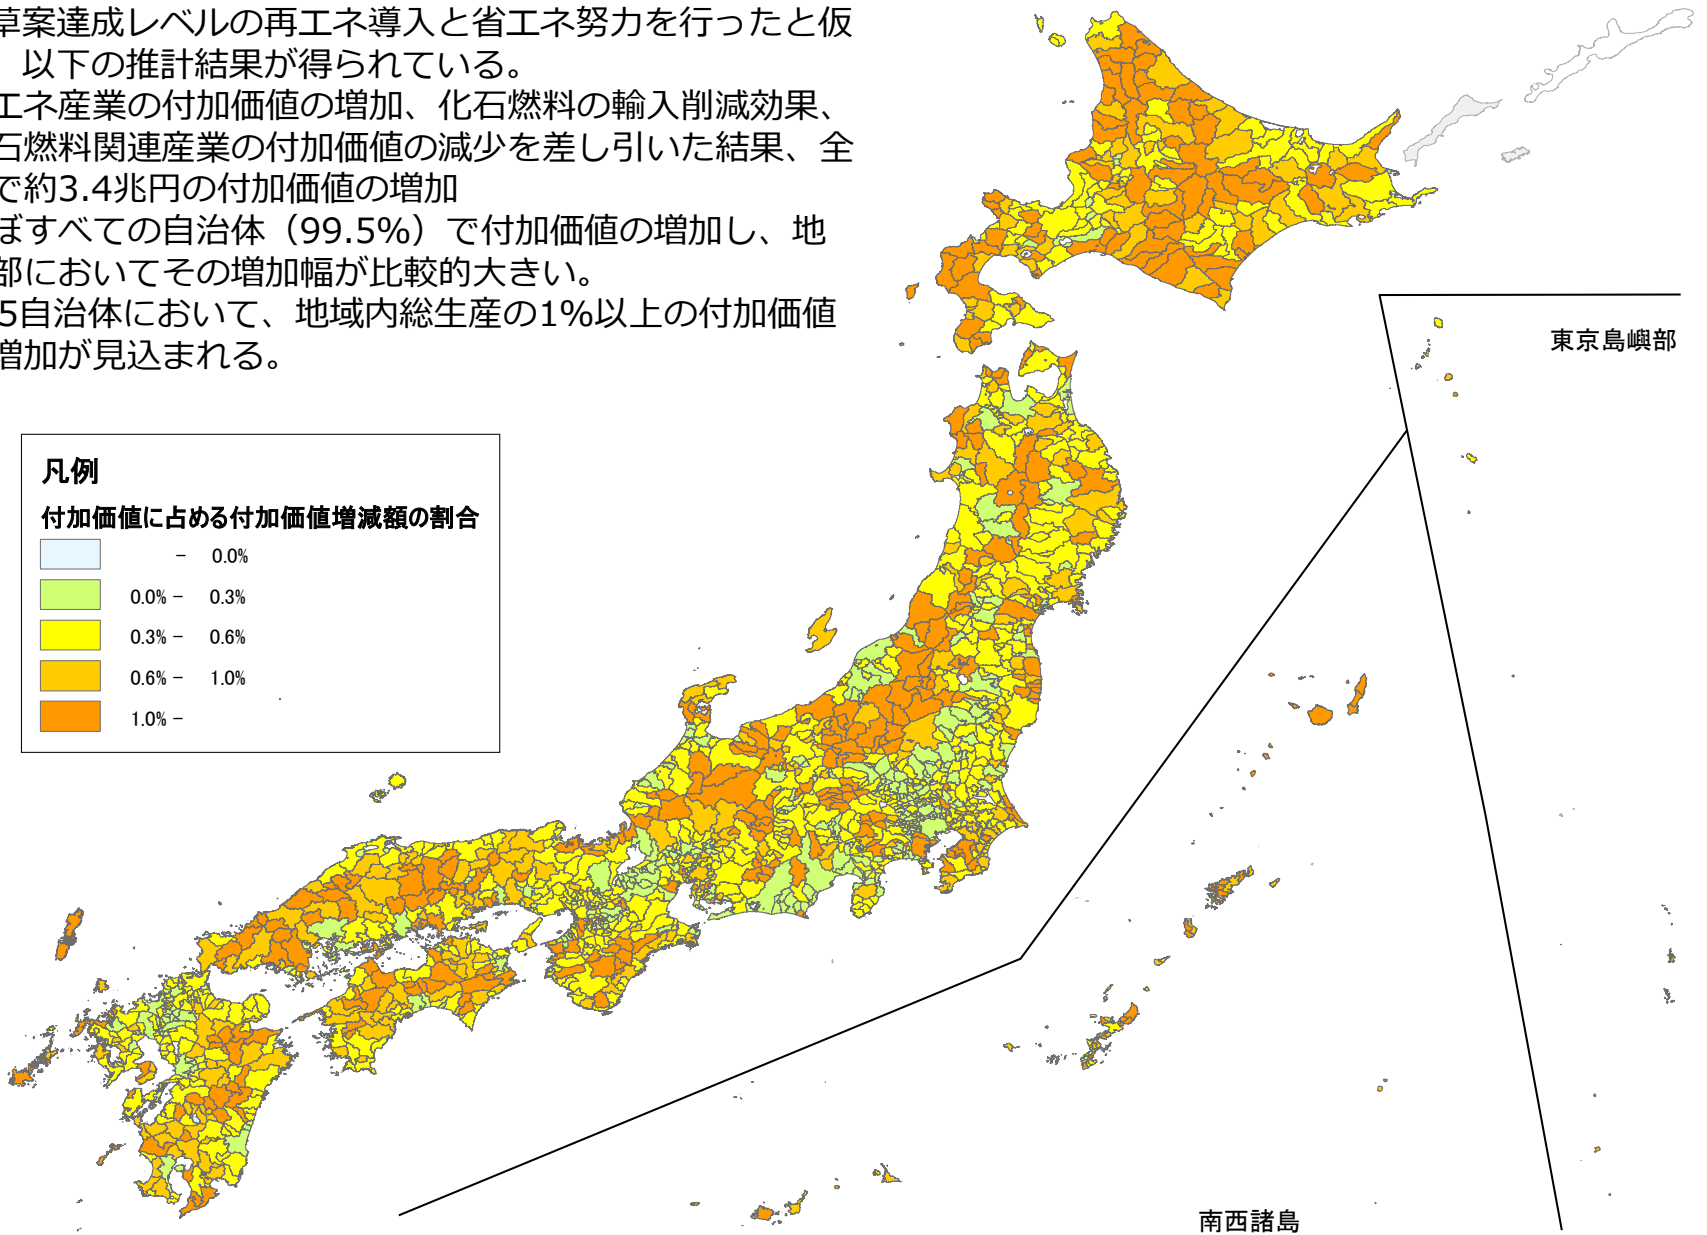 草案達成レベルの再エネ導入と省エネ努力を行ったと仮
以下の推計結果が得られている。
エネ産業の付加価値の増加、化石燃料の輸入削減効果、
石燃料関連産業の付加価値の減少を差し引いた結果、全
で約3.4兆円の付加価値の増加
ぼすべての自治体（99.5%）で付加価値の増加し、地
部においてその増加幅が比較的大きい。
5自治体において、地域内総生産の1%以上の付加価値
増加が見込まれる。
東京島嶼部
凡例
付加価値に占める付加価値増減額の割合
- 0.0%
0.0% - 0.3%
0.3% - 0.6%
0.6% - 1.0%
1.0% -
南西諸島